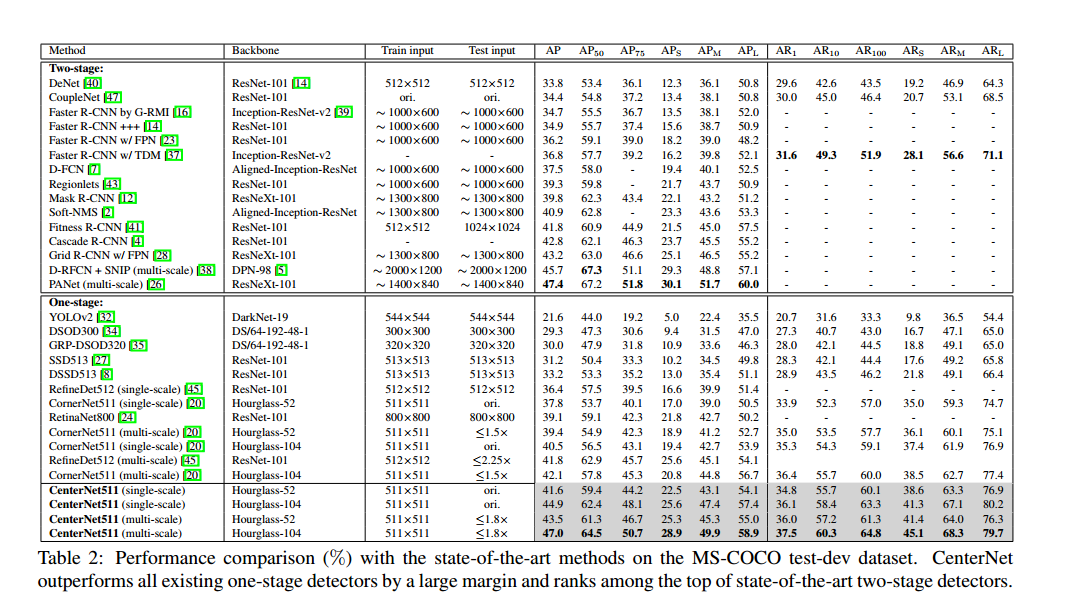 Method Backbone Train input Test input AP AP50 AP75 APS APM APL AR1 AR10 AR100 ARS ARM ARL
Two-stage:
DeNet [40] ResNet-101 [14] 512×512 512×512 33.8 53.4 36.1 12.3 36.1 50.8 29.6 42.6 43.5 19.2 46.9 64.3
CoupleNet [47] ResNet-101 ori. ori. 34.4 54.8 37.2 13.4 38.1 50.8 30.0 45.0 46.4 20.7 53.1 68.5
Faster R-CNN by G-RMI [16] Inception-ResNet-v2 [39] ∼ 1000×600 ∼ 1000×600 34.7 55.5 36.7 13.5 38.1 52.0 - - - - - -
Faster R-CNN +++ [14] ResNet-101 ∼ 1000×600 ∼ 1000×600 34.9 55.7 37.4 15.6 38.7 50.9 - - - - - -
Faster R-CNN w/ FPN [23] ResNet-101 ∼ 1000×600 ∼ 1000×600 36.2 59.1 39.0 18.2 39.0 48.2 - - - - - -
Faster R-CNN w/ TDM [37] Inception-ResNet-v2 - - 36.8 57.7 39.2 16.2 39.8 52.1 31.6 49.3 51.9 28.1 56.6 71.1
D-FCN [7] Aligned-Inception-ResNet ∼ 1000×600 ∼ 1000×600 37.5 58.0 - 19.4 40.1 52.5 - - - - - -
Regionlets [43] ResNet-101 ∼ 1000×600 ∼ 1000×600 39.3 59.8 - 21.7 43.7 50.9 - - - - - -
Mask R-CNN [12] ResNeXt-101 ∼ 1300×800 ∼ 1300×800 39.8 62.3 43.4 22.1 43.2 51.2 - - - - - -
Soft-NMS [2] Aligned-Inception-ResNet ∼ 1300×800 ∼ 1300×800 40.9 62.8 - 23.3 43.6 53.3 - - - - - -
Fitness R-CNN [41] ResNet-101 512×512 1024×1024 41.8 60.9 44.9 21.5 45.0 57.5 - - - - - -
Cascade R-CNN [4] ResNet-101 - - 42.8 62.1 46.3 23.7 45.5 55.2 - - - - - -
Grid R-CNN w/ FPN [28] ResNeXt-101 ∼ 1300×800 ∼ 1300×800 43.2 63.0 46.6 25.1 46.5 55.2 - - - - - -
D-RFCN + SNIP (multi-scale) [38] DPN-98 [5] ∼ 2000×1200 ∼ 2000×1200 45.7 67.3 51.1 29.3 48.8 57.1 - - - - - -
PANet (multi-scale) [26] ResNeXt-101 ∼ 1400×840 ∼ 1400×840 47.4 67.2 51.8 30.1 51.7 60.0 - - - - - -
One-stage:
YOLOv2 [32] DarkNet-19 544×544 544×544 21.6 44.0 19.2 5.0 22.4 35.5 20.7 31.6 33.3 9.8 36.5 54.4
DSOD300 [34] DS/64-192-48-1 300×300 300×300 29.3 47.3 30.6 9.4 31.5 47.0 27.3 40.7 43.0 16.7 47.1 65.0
GRP-DSOD320 [35] DS/64-192-48-1 320×320 320×320 30.0 47.9 31.8 10.9 33.6 46.3 28.0 42.1 44.5 18.8 49.1 65.0
SSD513 [27] ResNet-101 513×513 513×513 31.2 50.4 33.3 10.2 34.5 49.8 28.3 42.1 44.4 17.6 49.2 65.8
DSSD513 [8] ResNet-101 513×513 513×513 33.2 53.3 35.2 13.0 35.4 51.1 28.9 43.5 46.2 21.8 49.1 66.4
RefineDet512 (single-scale) [45] ResNet-101 512×512 512×512 36.4 57.5 39.5 16.6 39.9 51.4 - - - - - -
CornerNet511 (single-scale) [20] Hourglass-52 511×511 ori. 37.8 53.7 40.1 17.0 39.0 50.5 33.9 52.3 57.0 35.0 59.3 74.7
RetinaNet800 [24] ResNet-101 800×800 800×800 39.1 59.1 42.3 21.8 42.7 50.2 - - - - - -
CornerNet511 (multi-scale) [20] Hourglass-52 511×511 ≤1.5× 39.4 54.9 42.3 18.9 41.2 52.7 35.0 53.5 57.7 36.1 60.1 75.1
CornerNet511 (single-scale) [20] Hourglass-104 511×511 ori. 40.5 56.5 43.1 19.4 42.7 53.9 35.3 54.3 59.1 37.4 61.9 76.9
RefineDet512 (multi-scale) [45] ResNet-101 512×512 ≤2.25× 41.8 62.9 45.7 25.6 45.1 54.1
CornerNet511 (multi-scale) [20] Hourglass-104 511×511 ≤1.5× 42.1 57.8 45.3 20.8 44.8 56.7 36.4 55.7 60.0 38.5 62.7 77.4
CenterNet511 (single-scale) Hourglass-52 511×511 ori. 41.6 59.4 44.2 22.5 43.1 54.1 34.8 55.7 60.1 38.6 63.3 76.9
CenterNet511 (single-scale) Hourglass-104 511×511 ori. 44.9 62.4 48.1 25.6 47.4 57.4 36.1 58.4 63.3 41.3 67.1 80.2
CenterNet511 (multi-scale) Hourglass-52 511×511 ≤1.8× 43.5 61.3 46.7 25.3 45.3 55.0 36.0 57.2 61.3 41.4 64.0 76.3
CenterNet511 (multi-scale) Hourglass-104 511×511 ≤1.8× 47.0 64.5 50.7 28.9 49.9 58.9 37.5 60.3 64.8 45.1 68.3 79.7
Table 2: Performance comparison (%) with the state-of-the-art methods on the MS-COCO test-dev dataset. CenterNet
outperforms all existing one-stage detectors by a large margin and ranks among the top of state-of-the-art two-stage detectors.